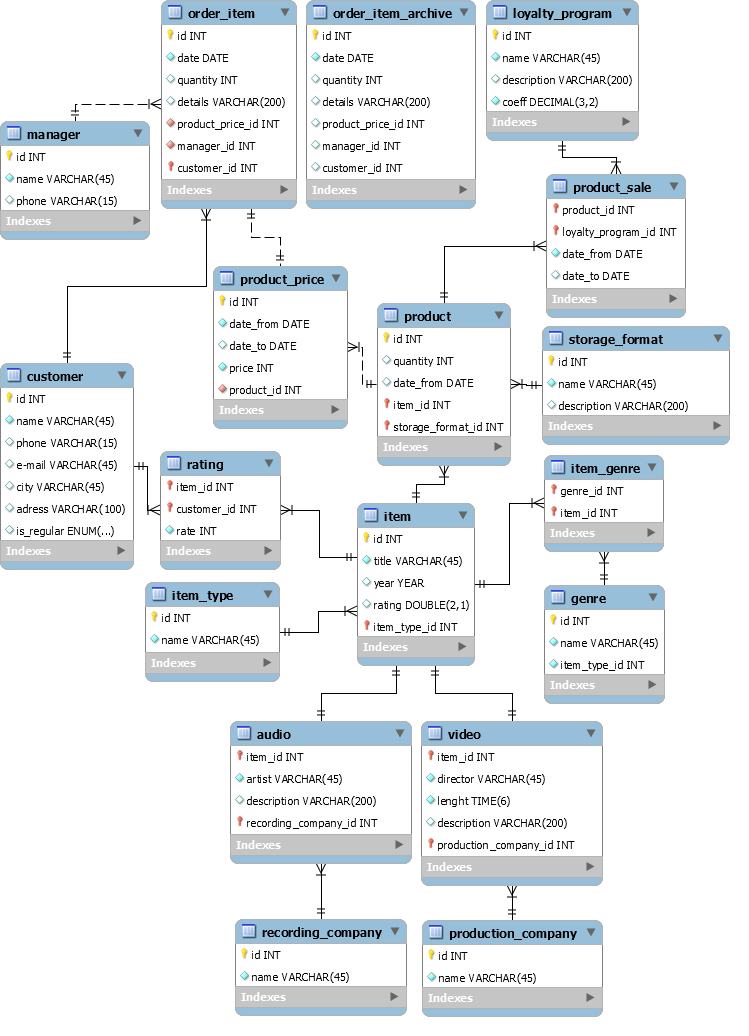 order_item
id INT
date DATE
quantity INT
details VARCHAR(200)
product_price_id INT
manager_id INT
customer_id INT
Indexes
order_item_archive
id INT
date DATE
quantity INT
details VARCHAR(200)
product_price_id INT
manager_id INT
customer_id INT
Indexes
loyalty_program
id INT
name VARCHAR(45)
description VARCHAR(200)
coeff DECIMAL(3,2)
Indexes
manager
id INT
name VARCHAR(45)
phone VARCHAR(15)
Indexes
product_sale
product_id INT
loyalty_program_id INT
date_from DATE
date_to DATE
Indexes
product_price
id INT
date_from DATE
date_to DATE
price INT
product_id INT
Indexes
product
id INT
quantity INT
date_from DATE
item_id INT
storage_format_id INT
Indexes
storage_format
id INT
name VARCHAR(45)
description VARCHAR(200)
Indexes
customer
id INT
name VARCHAR(45)
phone VARCHAR(15)
e-mail VARCHAR(45)
city VARCHAR(45)
adress VARCHAR(100)
is_regular ENUM(...)
Indexes
rating
item_id INT
customer_id INT
rate INT
Indexes
item
id INT
title VARCHAR(45)
year YEAR
rating DOUBLE(2,1)
item_type_id INT
Indexes
item_genre
genre_id INT
item_id INT
Indexes
item_type
id INT
name VARCHAR(45)
Indexes
genre
id INT
name VARCHAR(45)
item_type_id INT
Indexes
audio
item_id INT
artist VARCHAR(45)
description VARCHAR(200)
recording_company_id INT
Indexes
video
item_id INT
director VARCHAR(45)
lenght TIME(6)
description VARCHAR(200)
production_company_id INT
Indexes
recording_company
id INT
name VARCHAR(45)
Indexes
production_company
id INT
name VARCHAR(45)
Indexes